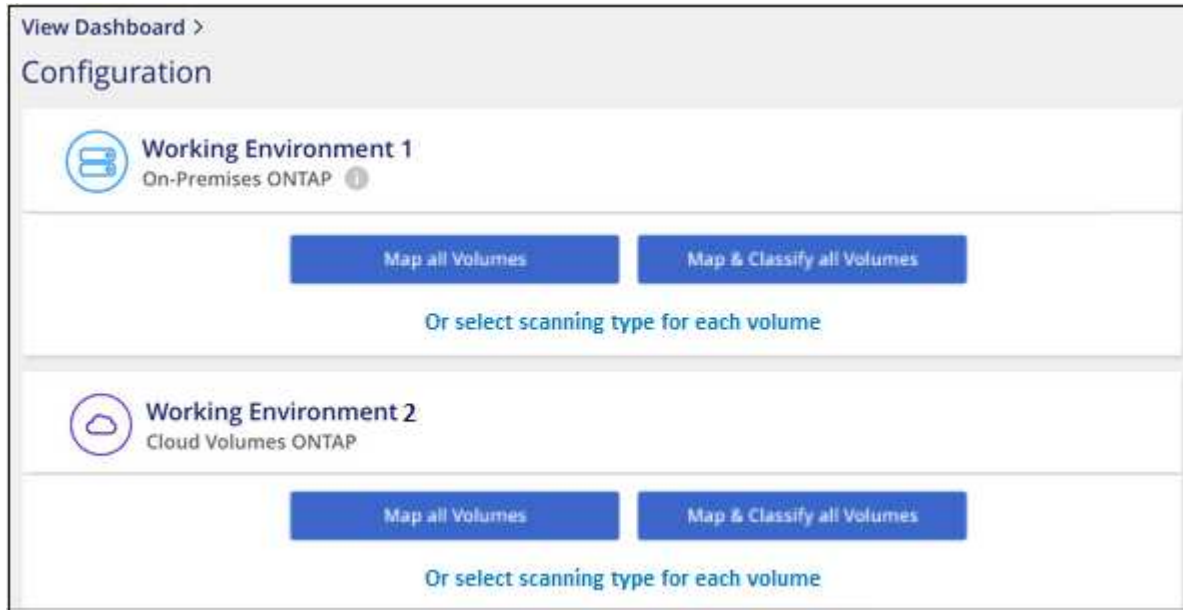 View Dashboard >
Configuration
Working Environment 1
On-Premises ONTAP i
Map all Volumes
Map & Classify all Volumes
Or select scanning type for each volume
Working Environment 2
Cloud Volumes ONTAP
Map all Volumes
Map & Classify all Volumes
Or select scanning type for each volume